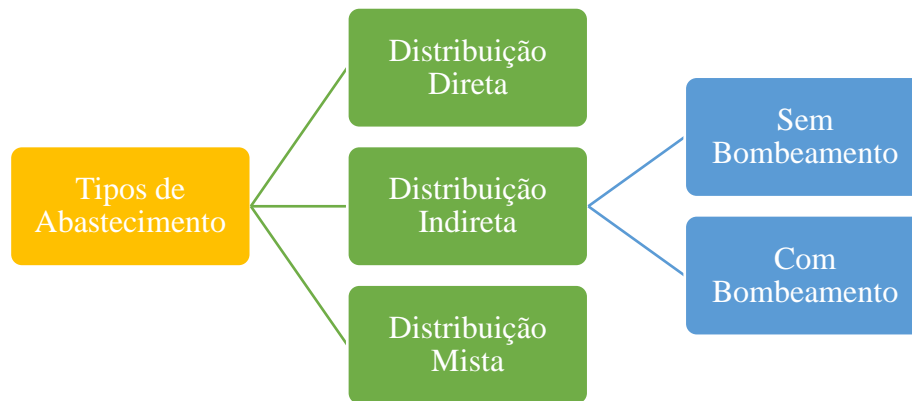 Tipos de
Abastecimento
Distribuição
Direta
Distribuição
Indireta
Distribuição
Mista
Sem
Bombeamento
Com
Bombeamento